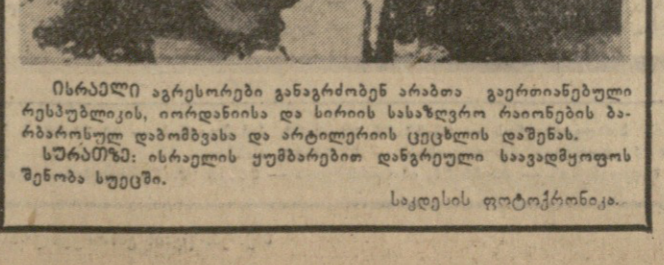 ისრაელი აგრესორები განაგრძობენ არაბთა გაერთიანებული
რესპუბლიკის, იორდანიისა და სირიის სასაზღვრო რაიონების ბა-
რბაროსულ დაბომბვასა და არტილერიის ცეცხლის დაშენას.
სურათზე: ისრაელის ყუმბარებით დანგრეული საავადმყოფოს
შენობა სუეცში.
საკდესის ფოტოქრონიკა.